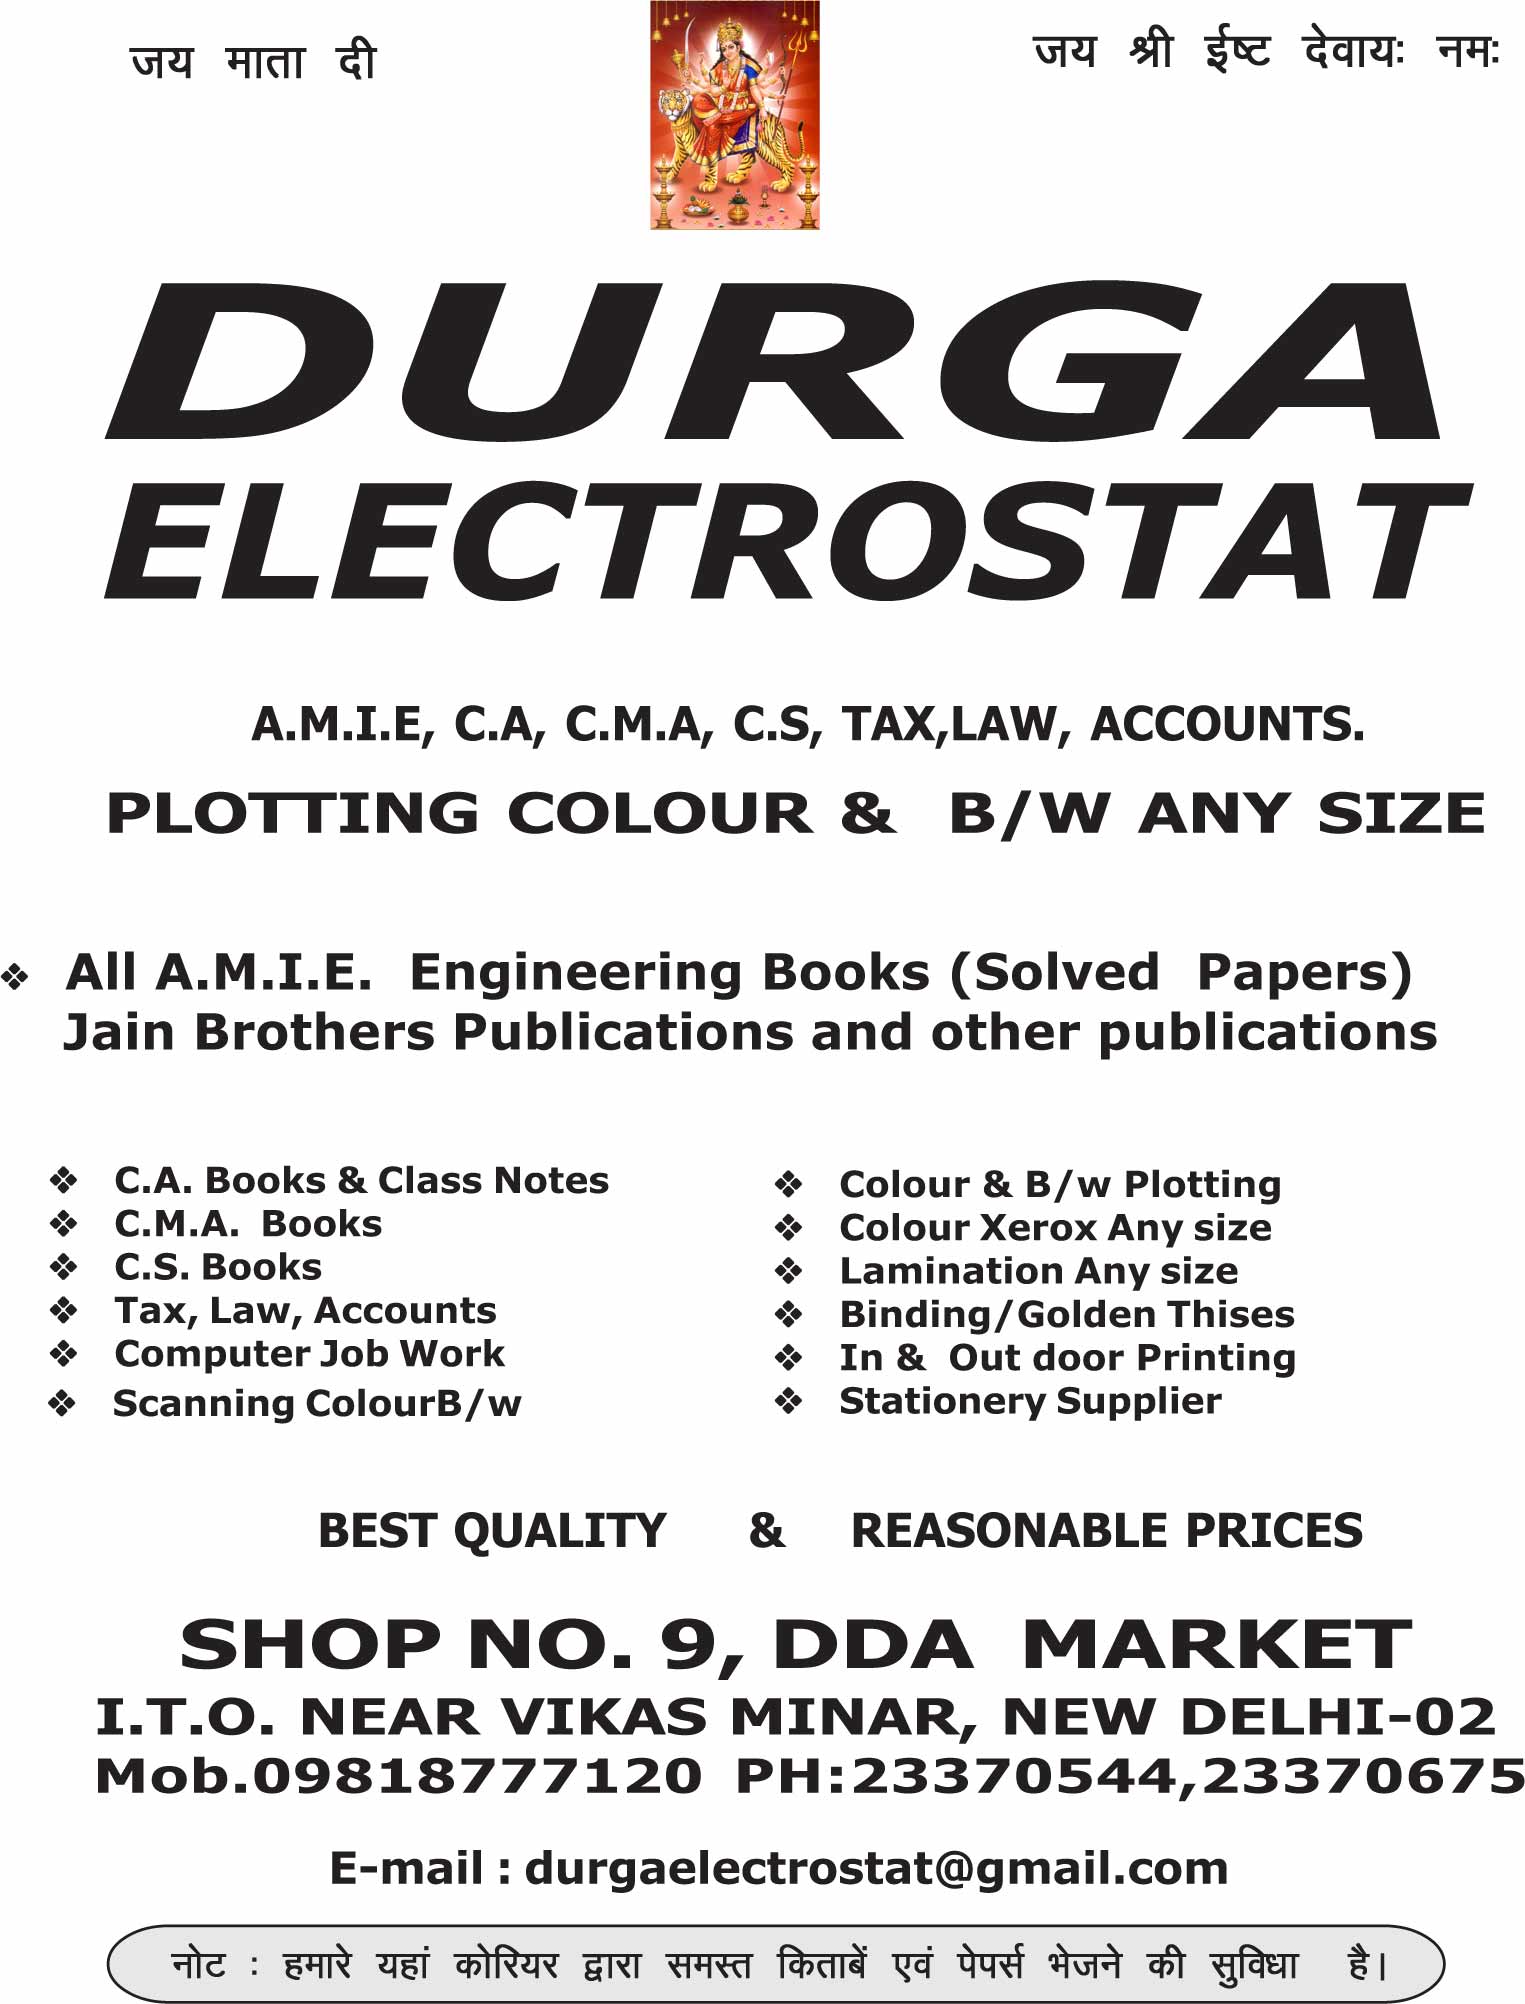 जय माता दी
जय श्री ईष्ट देवायः नमः
DURGA
ELECTROSTAT
A.M.I.E, C.A, C.M.A, C.S, TAX,LAW, ACCOUNTS.
PLOTTING COLOUR & B/W ANY SIZE
❖ All A.M.I.E. Engineering Books (Solved Papers)
Jain Brothers Publications and other publications
❖ C.A. Books & Class Notes
❖ C.M.A. Books
❖ C.S. Books
❖ Tax, Law, Accounts
❖ Computer Job Work
❖ Scanning ColourB/w
❖ Colour & B/w Plotting
❖ Colour Xerox Any size
❖ Lamination Any size
❖ Binding/Golden Thises
❖ In & Out door Printing
❖ Stationery Supplier
BEST QUALITY & REASONABLE PRICES
SHOP NO. 9, DDA MARKET
I.T.O. NEAR VIKAS MINAR, NEW DELHI-02
Mob.09818777120 PH:23370544,23370675
E-mail : durgaelectrostat@gmail.com
नोट : हमारे यहां कोरियर द्वारा समस्त किताबें एवं पेपर्स भेजने की सुविधा है।